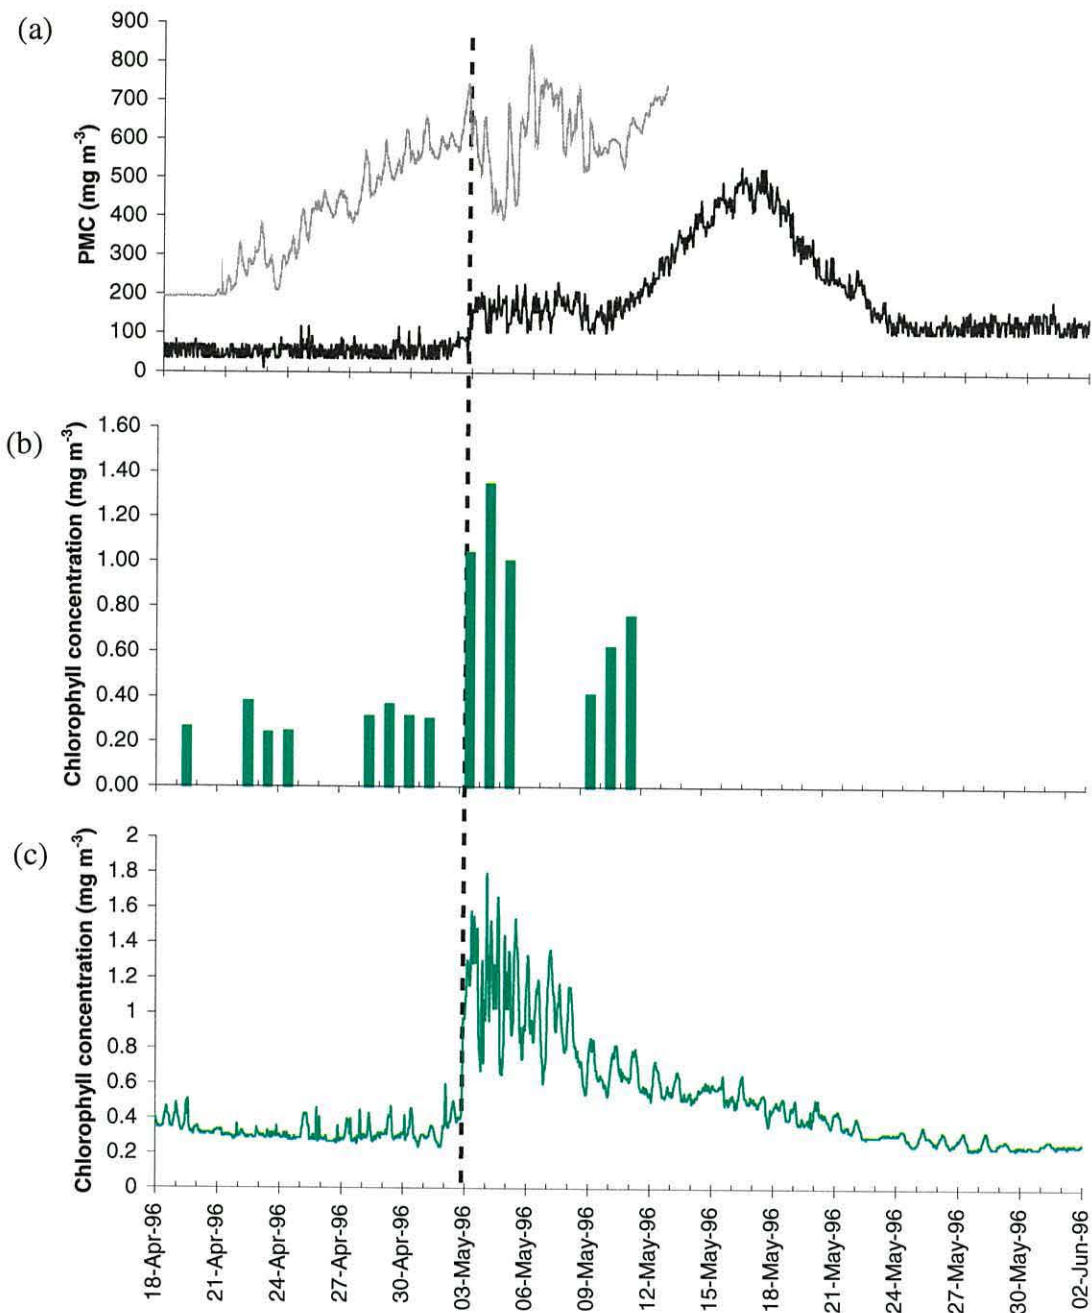 (a)
PMC (mg m-3)
900
800
700
600
500
400
300
200
100
0
(b)
Chlorophyll concentration (mg m-3)
1.60
1.40
1.20
1.00
0.80
0.60
0.40
0.20
0.00
(c)
Chlorophyll concentration (mg m-3)
2
1.8
1.6
1.4
1.2
1
0.8
0.6
0.4
0.2
0
18-Apr-96
21-Apr-96
24-Apr-96
27-Apr-96
30-Apr-96
03-May-96
06-May-96
09-May-96
12-May-96
15-May-96
18-May-96
21-May-96
24-May-96
27-May-96
30-May-96
02-Jun-96